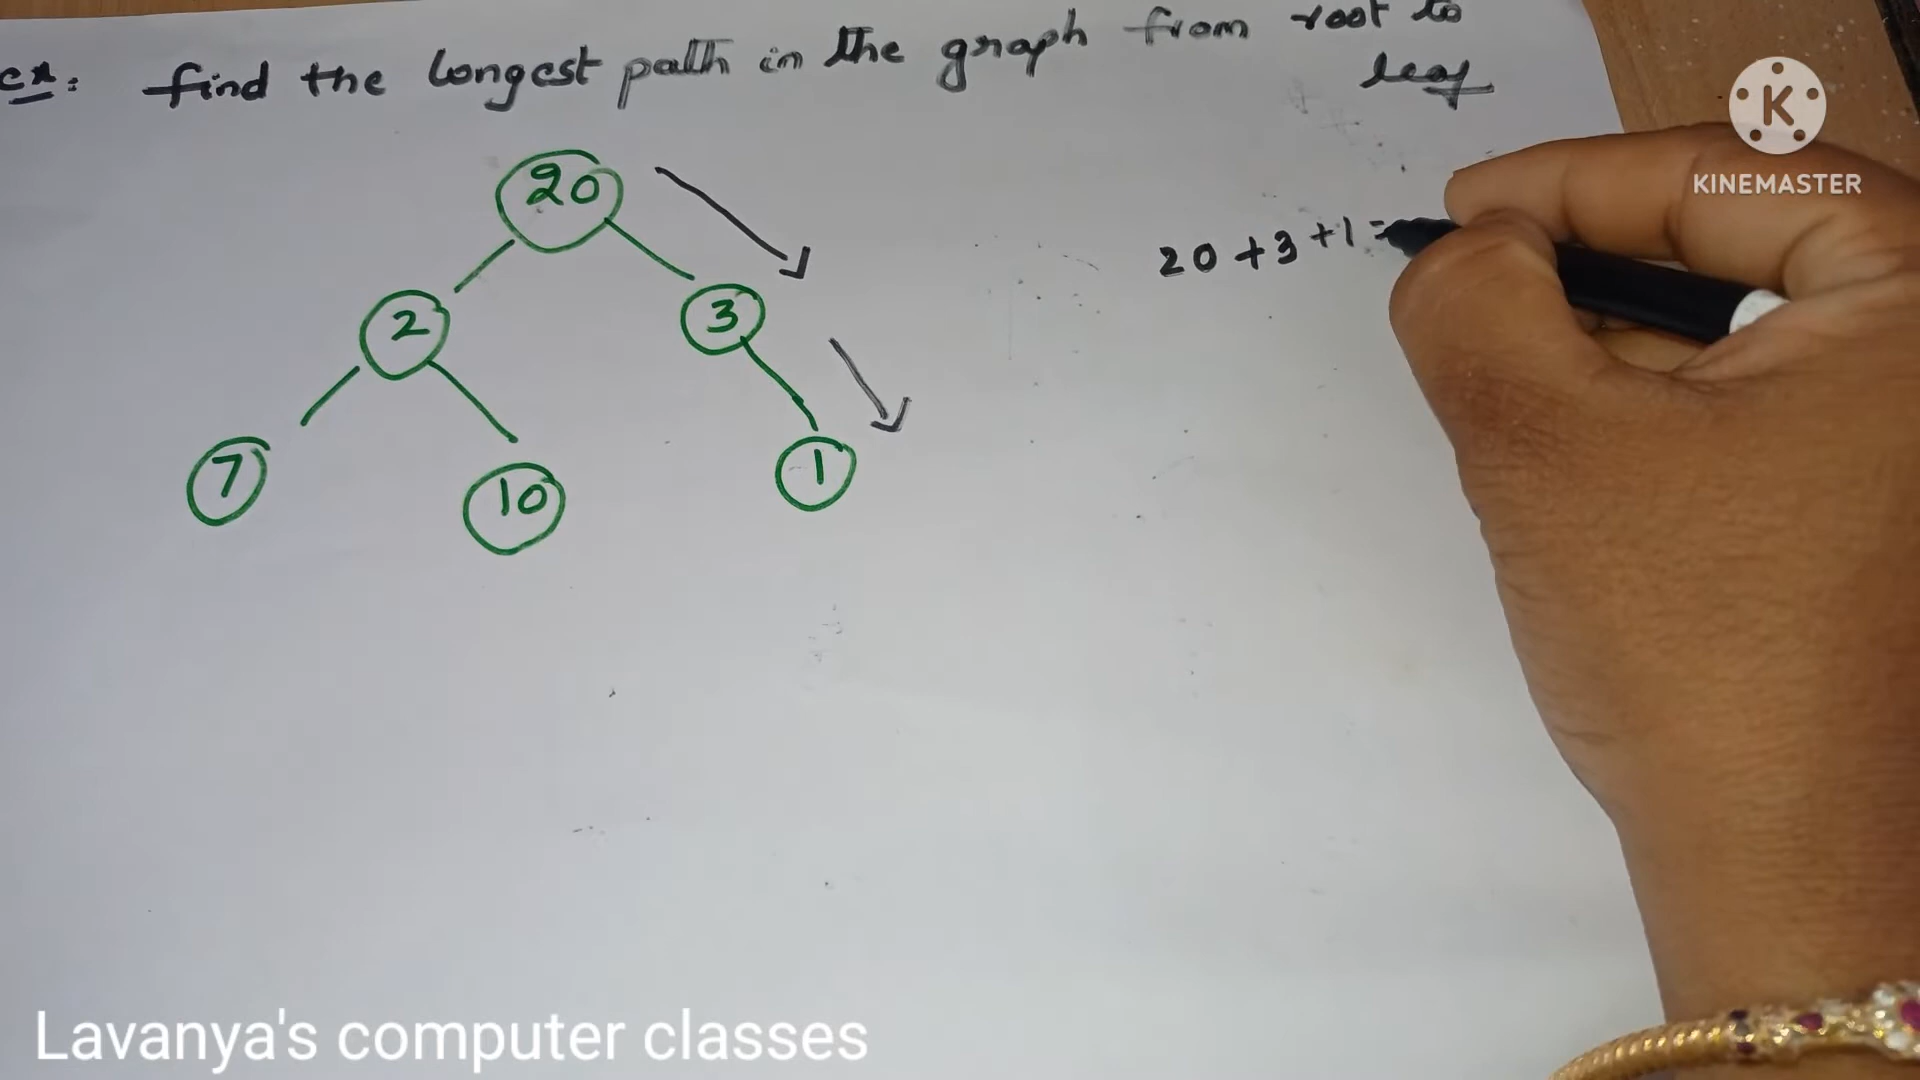 Ex: find the longest path in the graph from root to
leaf
K
KINEMASTER
20
20 + 3 + 1 =
2
3
7
10
1
Lavanya's computer classes